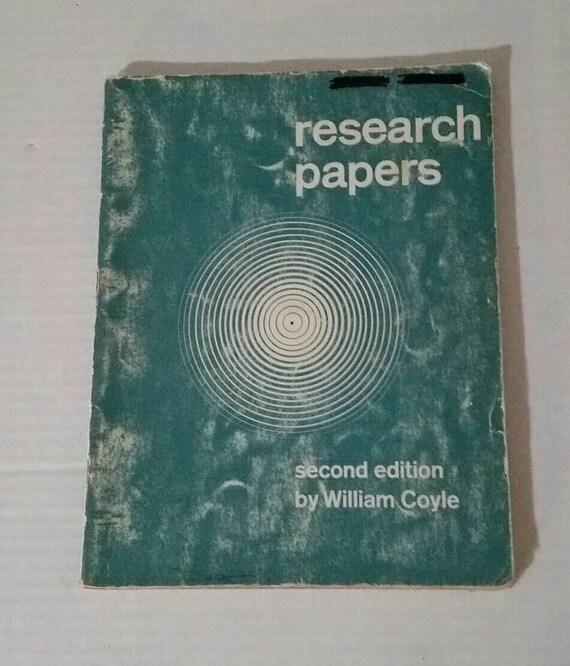 research
papers
second edition
by William Coyle